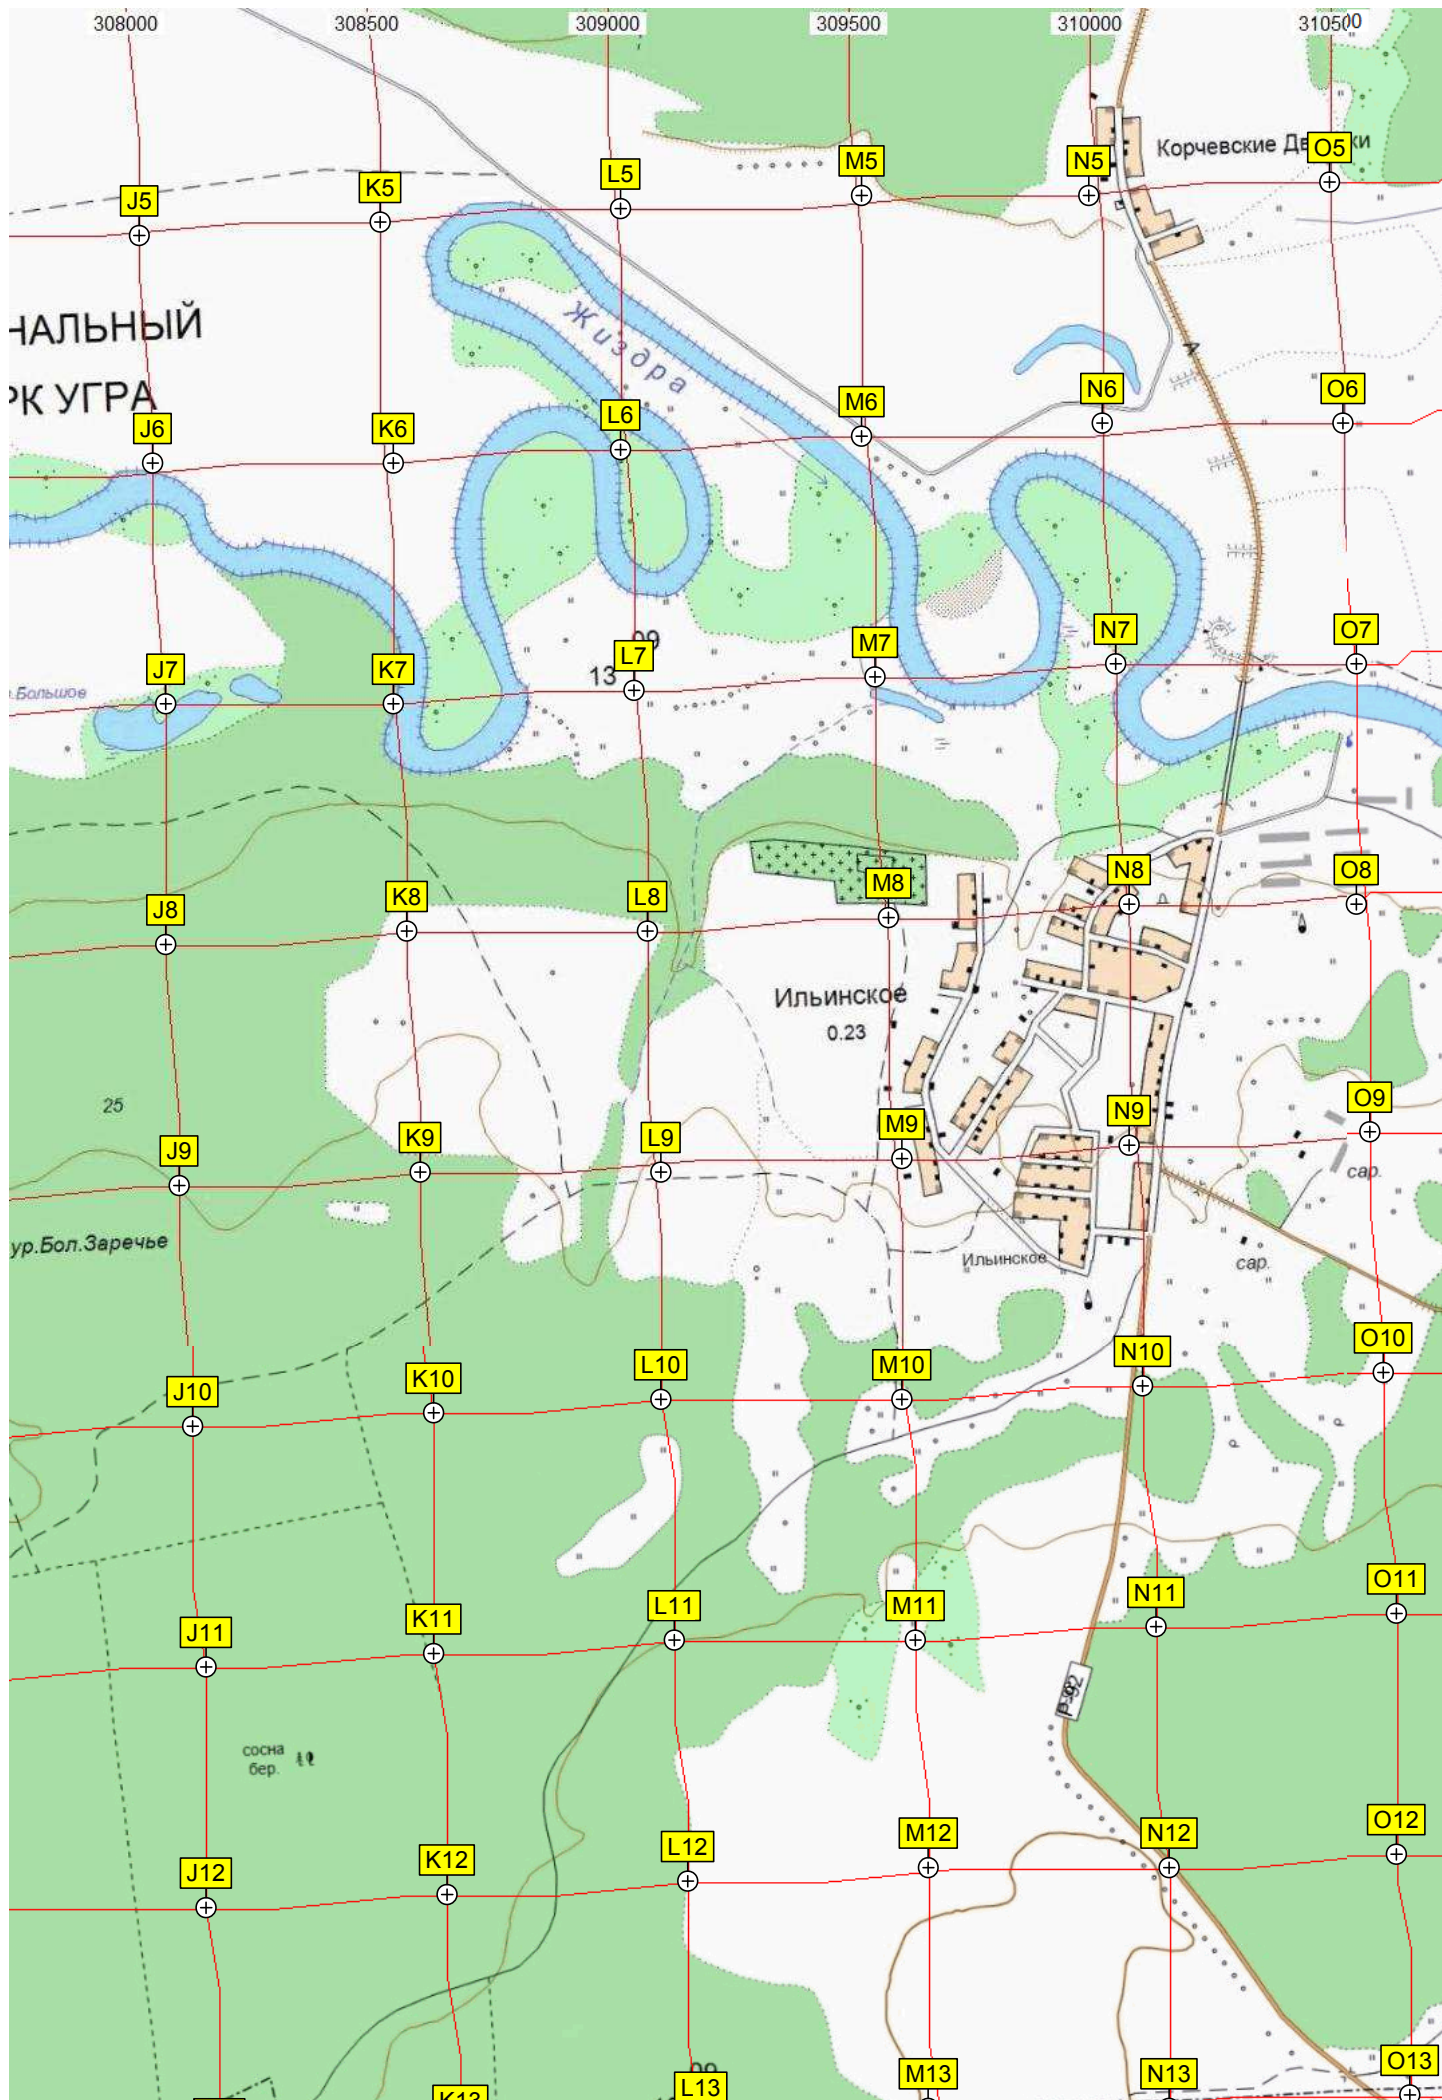 308000 308500 309000 309500 310000 310500
Корчевские
J5 K5 L5 M5 N5 O5
НАЛЬНЫЙ
РК УГРА
Жиздра
А
J6 K6 L6 M6 N6 O6
09
13
J7 K7 L7 M7 N7 O7
Большое
J8 K8 L8 M8 N8 O8
Ильинское
0.23
25
J9 K9 L9 M9 N9 O9
сар.
ур.Бол.Заречье
Ильинское
сар.
J10 K10 L10 M10 N10 O10
J11 K11 L11 M11 N11 O11
сосна
бер.
J12 K12 L12 M12 N12 O12
09
K13 L13 M13 N13 O13